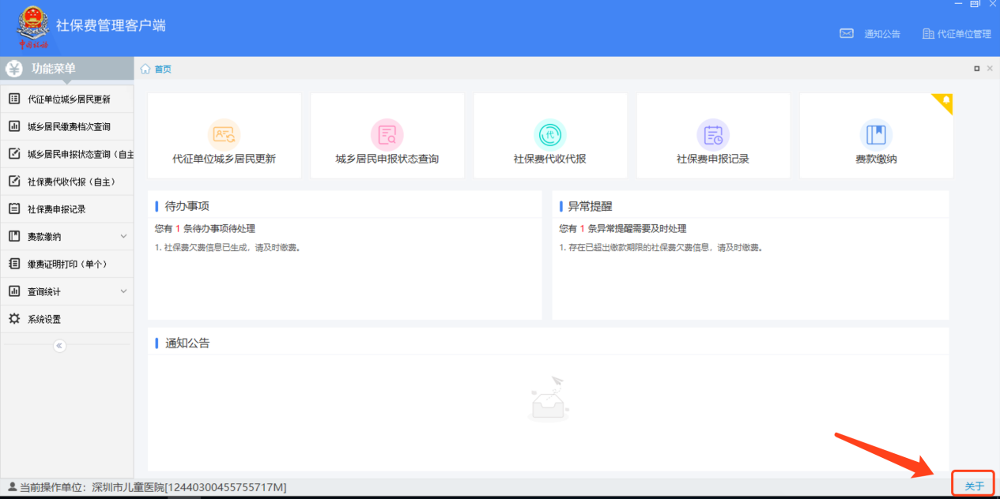 社保费管理客户端
通知公告
代征单位管理
功能菜单
首页
代征单位城乡居民更新
城乡居民缴费档次查询
城乡居民申报状态查询（自主
社保费代收代报（自主）
社保费申报记录
费款缴纳
缴费证明打印（单个）
查询统计
系统设置
代征单位城乡居民更新
城乡居民申报状态查询
代
社保费代收代报
社保费申报记录
费款缴纳
待办事项
您有 1 条待办事项待处理
1. 社保费欠费信息已生成，请及时缴费。
异常提醒
您有 1 条异常提醒需要及时处理
1. 存在已超出缴款期限的社保费欠费信息，请及时缴费。
通知公告
当前操作单位：深圳市儿童医院[12440300455755717M]
关于